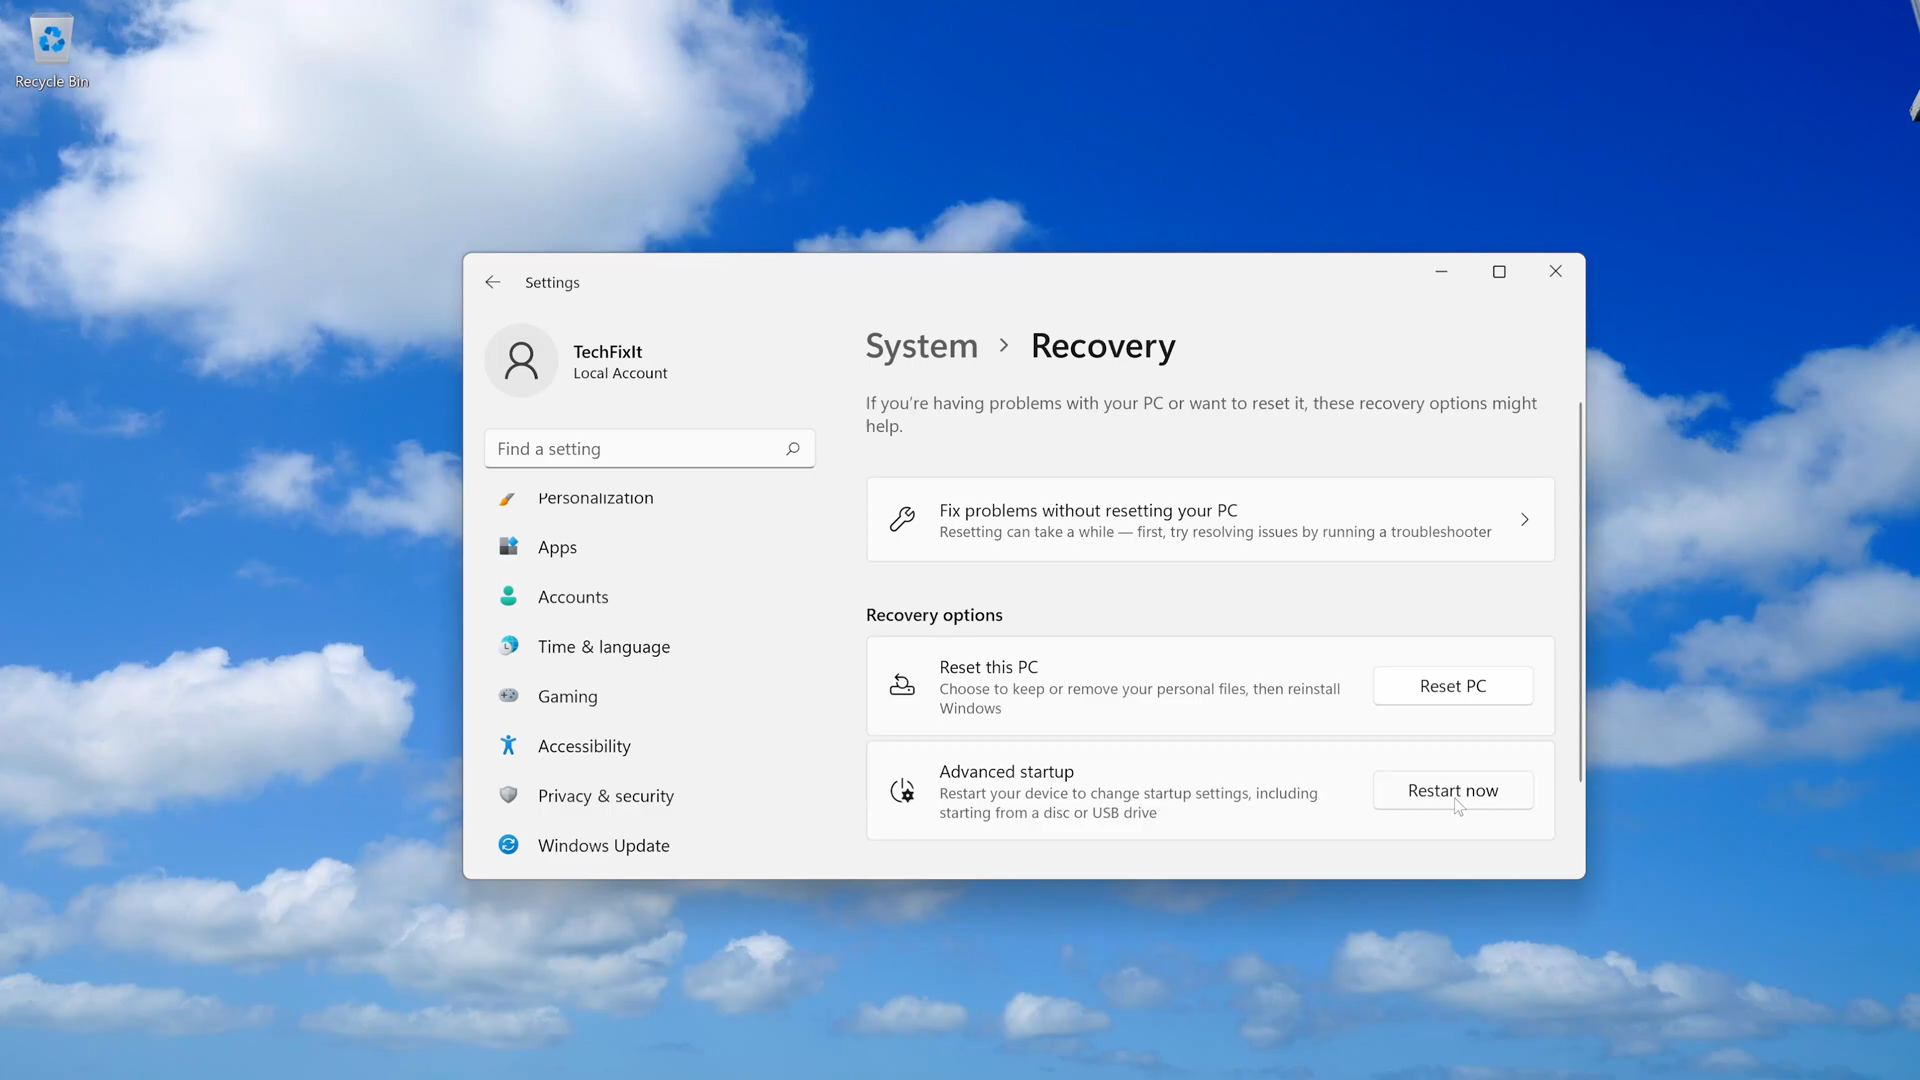 Recycle Bin
Settings
TechFixIt
Local Account
Find a setting
Personalization
Apps
Accounts
Time & language
Gaming
Accessibility
Privacy & security
Windows Update
System > Recovery
If you're having problems with your PC or want to reset it, these recovery options might
help.
Fix problems without resetting your PC
Resetting can take a while — first, try resolving issues by running a troubleshooter
Recovery options
Reset this PC
Choose to keep or remove your personal files, then reinstall
Windows
Reset PC
Advanced startup
Restart your device to change startup settings, including
starting from a disc or USB drive
Restart now